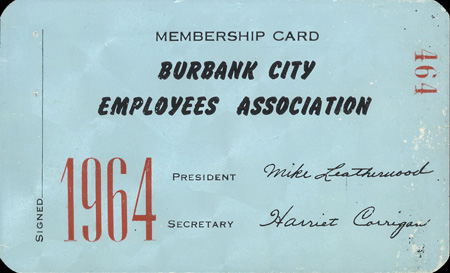 MEMBERSHIP CARD
464
BURBANK CITY
EMPLOYEES ASSOCIATION
SIGNED
1964
PRESIDENT Mike Leatherwood
SECRETARY Harriet Corrigan